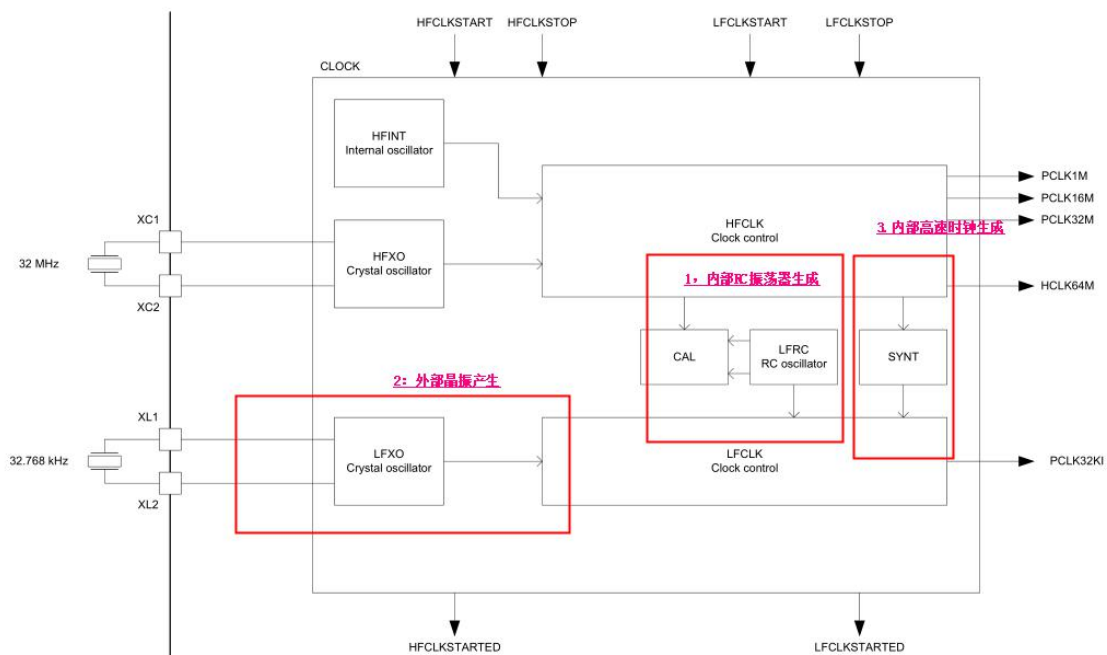 HFCLKSTART
HFCLKSTOP
LFCLKSTART
LFCLKSTOP
CLOCK
HFINT
Internal oscillator
PCLK1M
PCLK16M
PCLK32M
XC1
HFCLK
Clock control
3.内部高速时钟生成
32 MHz
HFXO
Crystal oscillator
XC2
1，内部RC振荡器生成
HCLK64M
CAL
LFRC
RC oscillator
SYNT
2：外部晶振产生
XL1
32.768 kHz
LFXO
Crystal oscillator
LFCLK
Clock control
PCLK32KI
XL2
HFCLKSTARTED
LFCLKSTARTED